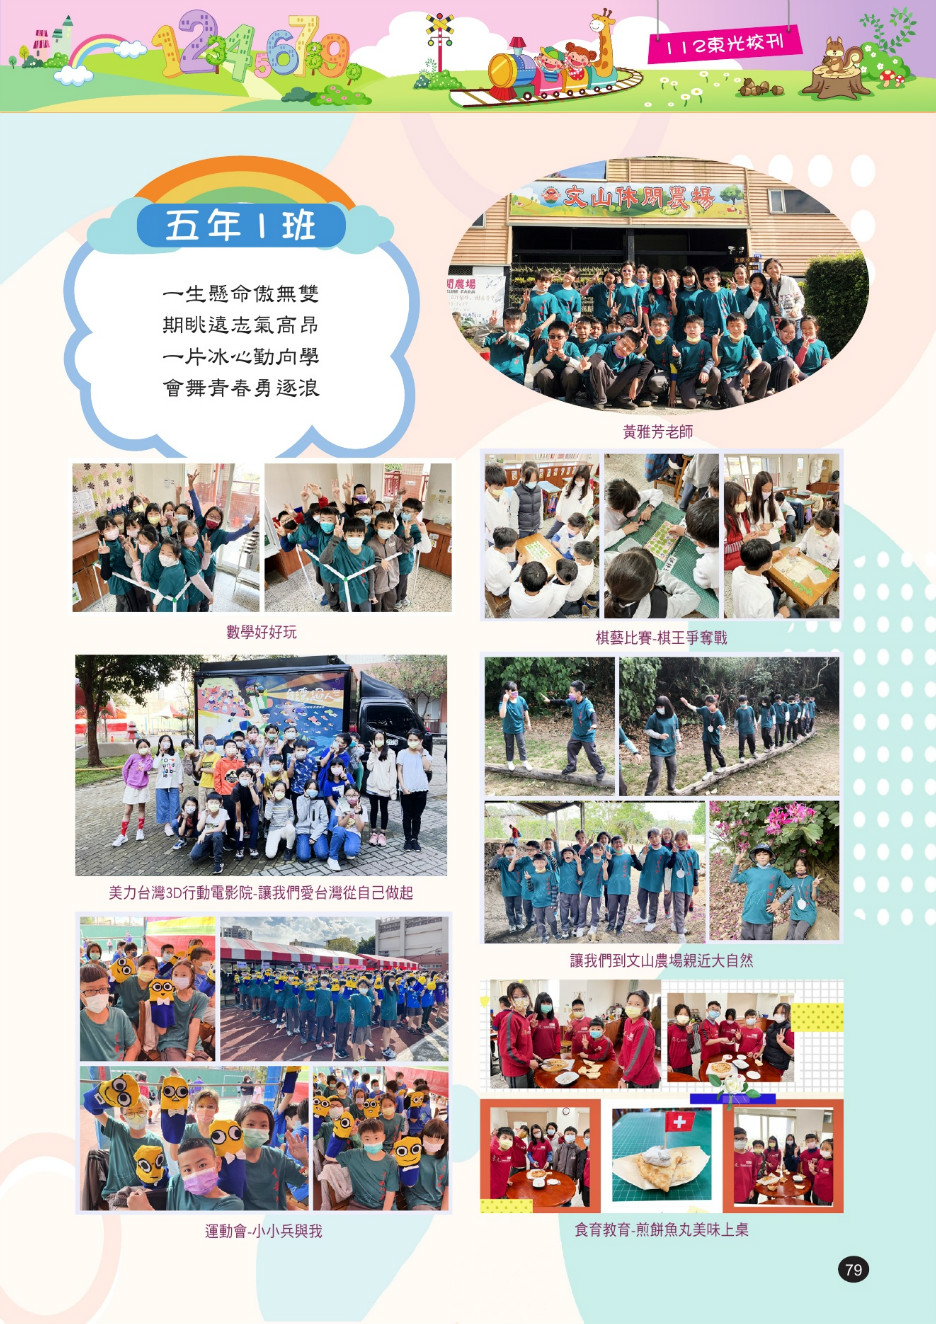 112東光校刊
五年1班
一生懸命傲無雙
期眺遠志氣高昂
一片冰心勤向學
會舞青春勇逐浪
文山休閒農場
閒農場
黃雅芳老師
數學好好玩
棋藝比賽-棋王爭奪戰
美力台灣3D行動電影院-讓我們愛台灣從自己做起
讓我們到文山農場親近大自然
運動會-小小兵與我
食育教育-煎餅魚丸美味上桌
79